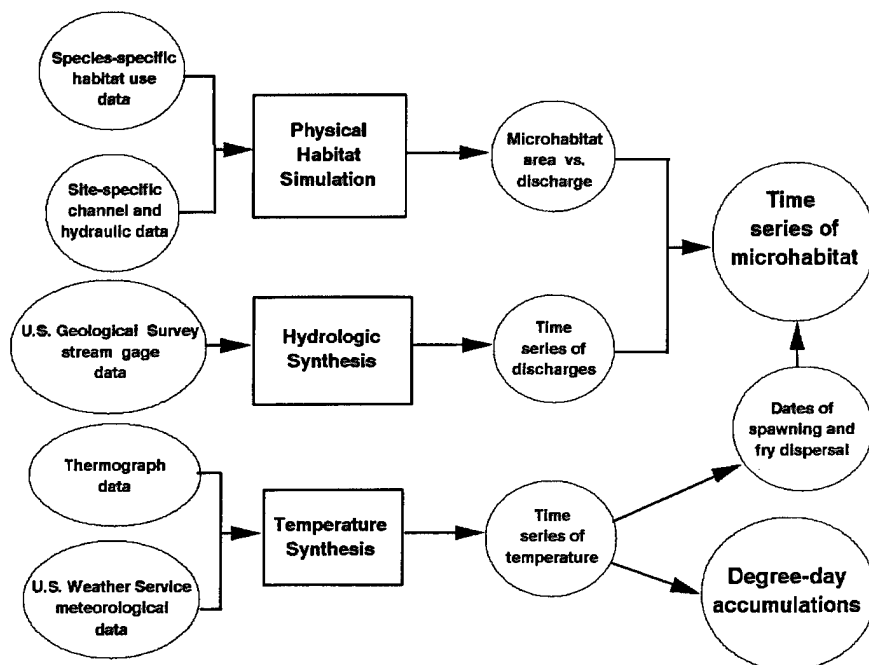 Species-specific
habitat use
data
Site-specific
channel and
hydraulic data
Physical
Habitat
Simulation
Microhabitat
area vs.
discharge
Time
series of
microhabitat
U.S. Geological Survey
stream gage
data
Hydrologic
Synthesis
Time
series of
discharges
Dates of
spawning and
fry dispersal
Thermograph
data
U.S. Weather Service
meteorological
data
Temperature
Synthesis
Time
series of
temperature
Degree-day
accumulations